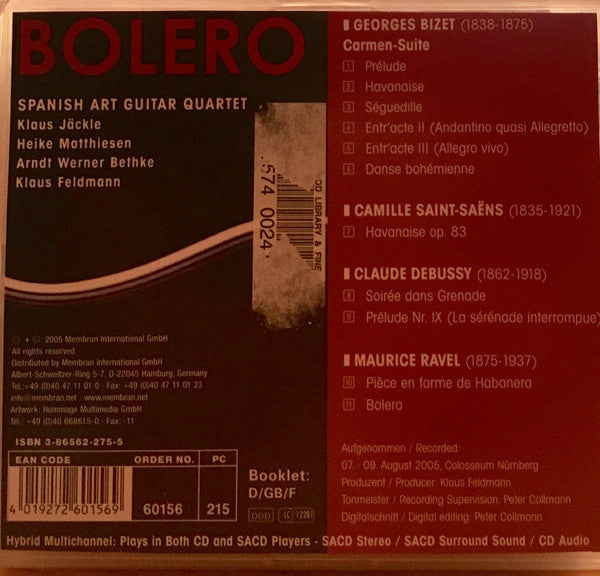 BOLERO
SPANISH ART GUITAR QUARTET
Klaus Jäckle
Heike Matthiesen
Arndt Werner Bethke
Klaus Feldmann
LIBRARY & FINE
574 0024
℗ + © 2005 Membran International GmbH
All rights reserved
Distributed by Membran International GmbH
Albert-Schweitzer-Ring 5-7, D-22045 Hamburg, Germany
Tel.:+49 (0)40 47 11 01-0 · Fax: +49 (0)40 47 11 01 23
info@membran.net · www.membran.net
Artwork: Hommage Multimedia GmbH
Tel.: +49 (0)40 668615-0 · Fax: -11
ISBN 3-86562-275-5
EAN CODE
ORDER NO.
PC
4 019272 601569
60156
215
Booklet:
D/GB/F
DDD
LC 1228
GEORGES BIZET (1838-1875)
Carmen-Suite
1 Prélude
2 Havanaise
3 Séguedille
4 Entr'acte II (Andantino quasi Allegretto)
5 Entr'acte III (Allegro vivo)
6 Danse bohémienne
CAMILLE SAINT-SAËNS (1835-1921)
7 Havanaise op. 83
CLAUDE DEBUSSY (1862-1918)
8 Soirée dans Grenade
9 Prélude Nr. IX (La sérénade interrompue)
MAURICE RAVEL (1875-1937)
10 Pièce en forme de Habanera
11 Bolero
Aufgenommen / Recorded:
07. - 09. August 2005, Colosseum Nürnberg
Produzent / Producer: Klaus Feldmann
Tonmeister / Recording Supervision: Peter Collmann
Digitalschnitt / Digital editing: Peter Collmann
Hybrid Multichannel: Plays in Both CD and SACD Players - SACD Stereo / SACD Surround Sound / CD Audio